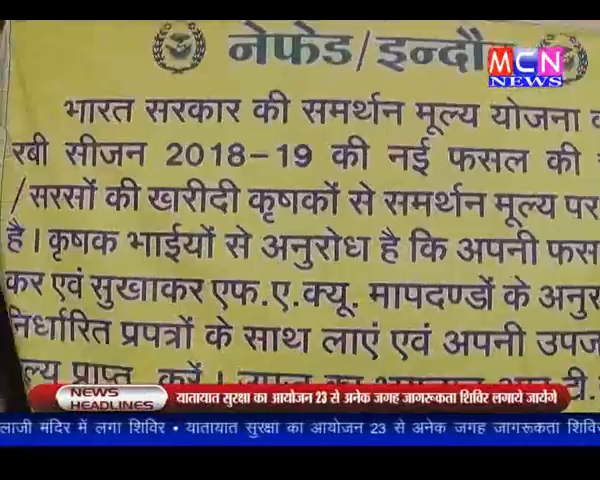 नेफेड/इन्दौर
MCN
NEWS
भारत सरकार की समर्थन मूल्य योजना
रबी सीजन 2018-19 की नई फसल की
/सरसों की खरीदी कृषकों से समर्थन मूल्य पर
है। कृषक भाईयों से अनुरोध है कि अपनी फस
कर एवं सुखाकर एफ.ए.क्यू. मापदण्डों के अनुर
निर्धारित प्रपत्रों के साथ लाएं एवं अपनी उपज
ल्य प्राप्त करें।
NEWS
HEADLINES
यातायात सुरक्षा का आयोजन 23 से अनेक जगह जागरूकता शिविर लगाये जायेंगे
लाजी मंदिर में लगा शिविर • यातायात सुरक्षा का आयोजन 23 से अनेक जगह जागरूकता शिविर